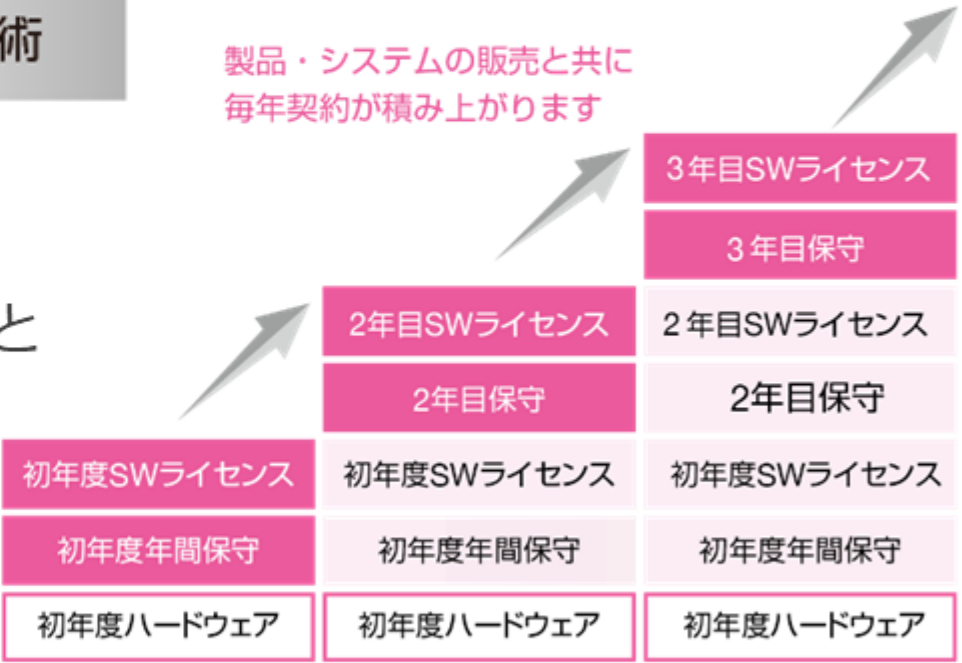 術
製品・システムの販売と共に
毎年契約が積み上がります
と
3年目SWライセンス
3年目保守
2年目SWライセンス
2年目SWライセンス
2年目保守
2年目保守
初年度SWライセンス
初年度SWライセンス
初年度SWライセンス
初年度年間保守
初年度年間保守
初年度年間保守
初年度ハードウェア
初年度ハードウェア
初年度ハードウェア